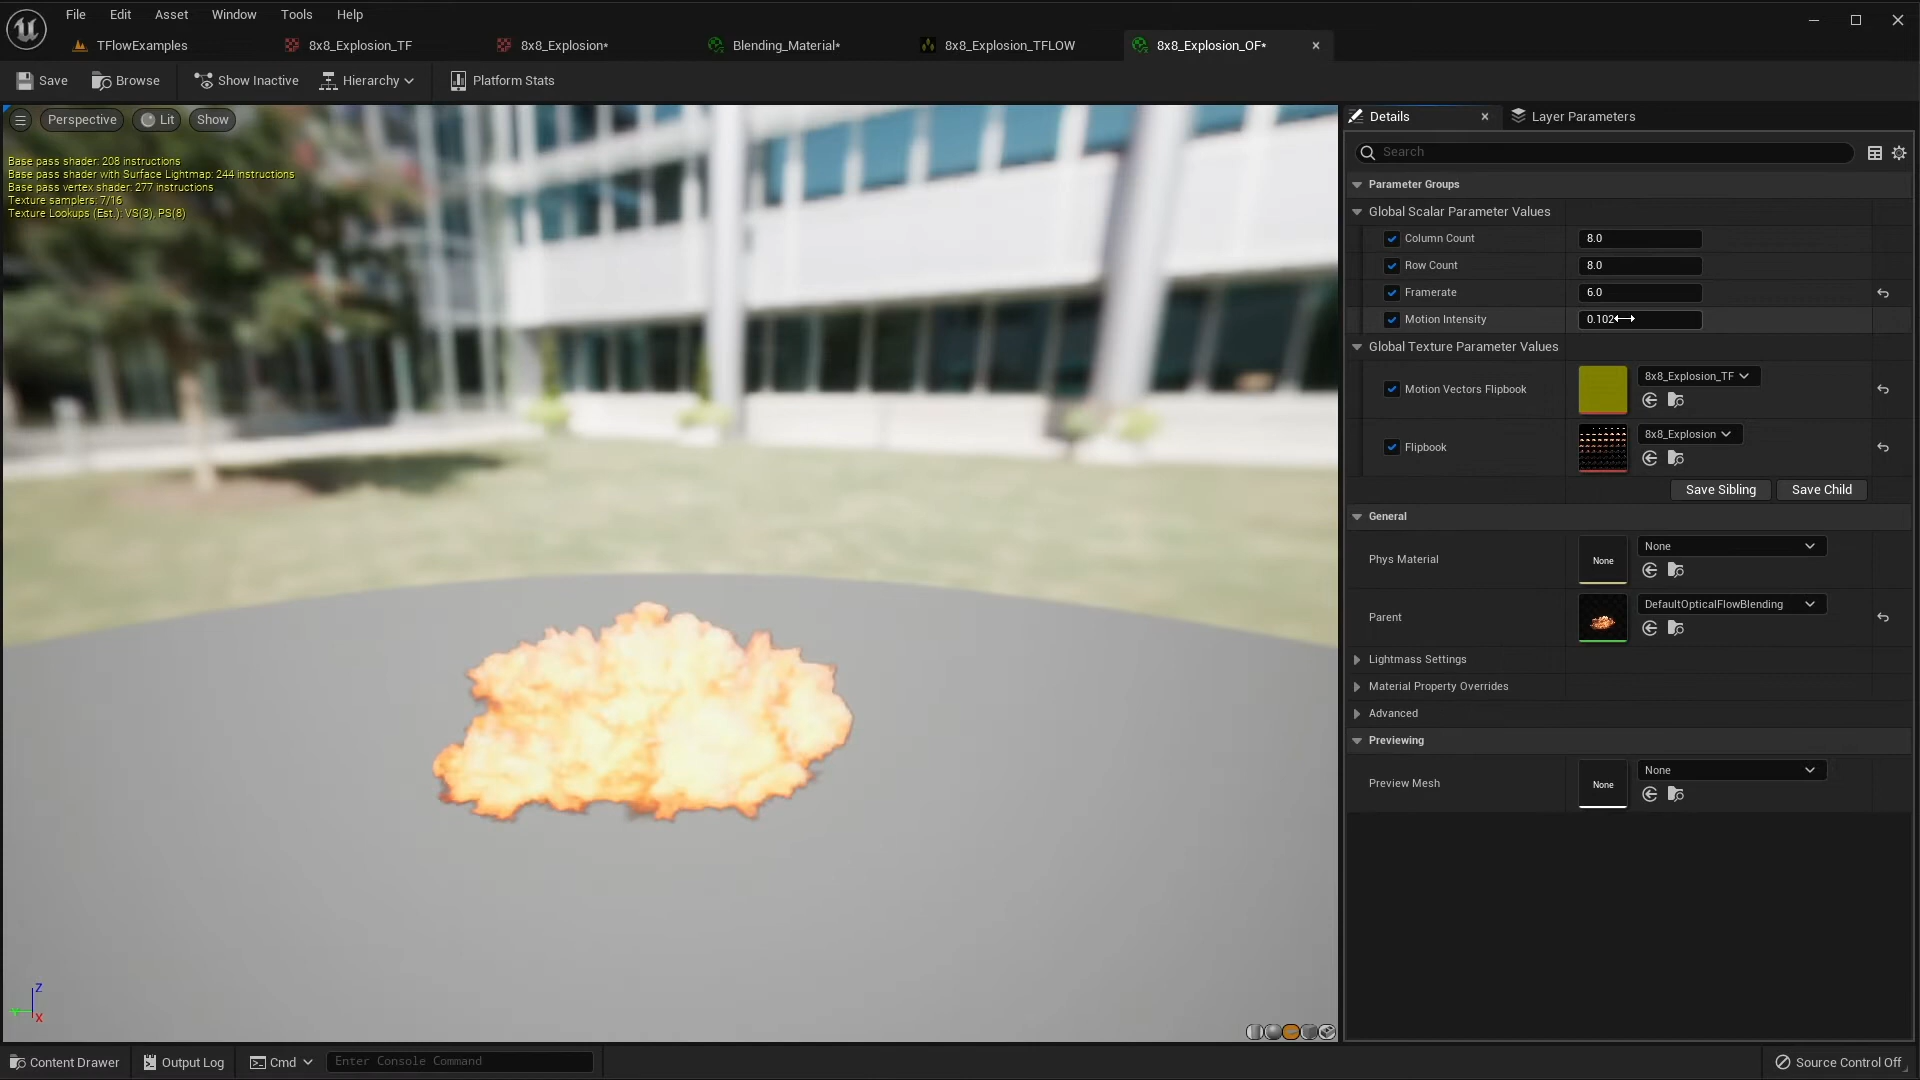 File Edit Asset Window Tools Help
TFlowExamples 8x8_Explosion_TF 8x8_Explosion* Blending_Material* 8x8_Explosion_TFLOW 8x8_Explosion_OF*
Save Browse Show Inactive Hierarchy Platform Stats
Perspective Lit Show
Base pass shader: 208 instructions
Base pass shader with Surface Lightmap: 244 instructions
Base pass vertex shader: 277 instructions
Texture samplers: 7/16
Texture Lookups (Est.): VS(3), PS(8)
Z
Y
X
Details Layer Parameters
Search
Parameter Groups
Global Scalar Parameter Values
Column Count 8.0
Row Count 8.0
Framerate 6.0
Motion Intensity 0.102
Global Texture Parameter Values
Motion Vectors Flipbook 8x8_Explosion_TF
Flipbook 8x8_Explosion
Save Sibling Save Child
General
Phys Material None None
Parent DefaultOpticalFlowBlending
Lightmass Settings
Material Property Overrides
Advanced
Previewing
Preview Mesh None None
Content Drawer Output Log Cmd Enter Console Command Source Control Off